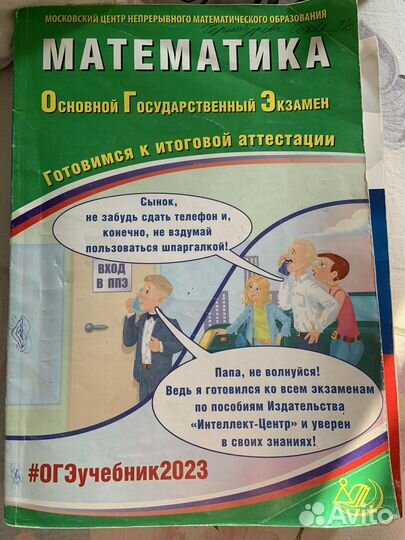 МОСКОВСКИЙ ЦЕНТР НЕПРЕРЫВНОГО МАТЕМАТИЧЕСКОГО ОБРАЗОВАНИЯ
МАТЕМАТИКА
ОСНОВНОЙ ГОСУДАРСТВЕННЫЙ ЭКЗАМЕН
ГОТОВИМСЯ К ИТОГОВОЙ АТТЕСТАЦИИ
Сынок,
не забудь сдать телефон и,
конечно, не вздумай
пользоваться шпаргалкой!
ВХОД
В ППЭ
Папа, не волнуйся!
Ведь я готовился ко всем экзаменам
по пособиям Издательства
«Интеллект-Центр» и уверен
в своих знаниях!
#ОГЭучебник2023
Avito